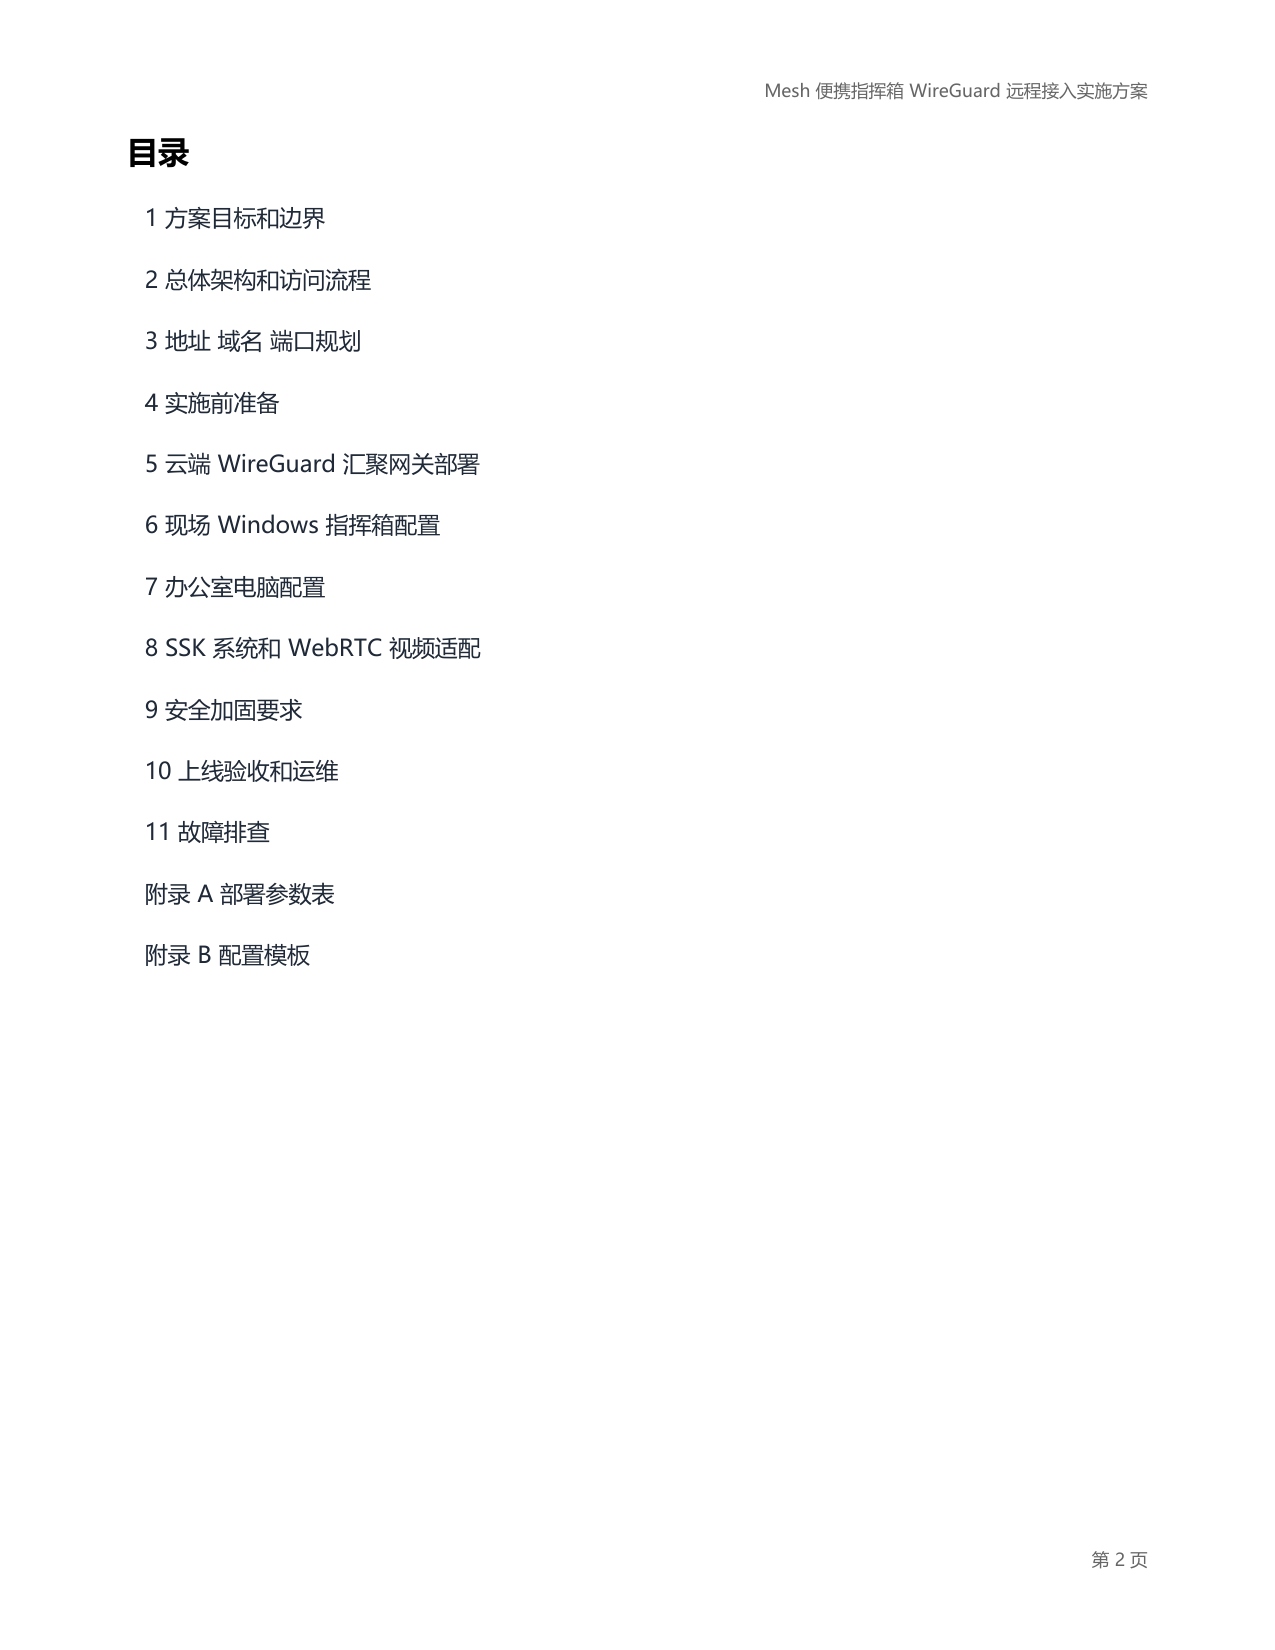 Mesh 便携指挥箱 WireGuard 远程接入实施方案
目录
1 方案目标和边界
2 总体架构和访问流程
3 地址 域名 端口规划
4 实施前准备
5 云端 WireGuard 汇聚网关部署
6 现场 Windows 指挥箱配置
7 办公室电脑配置
8 SSK 系统和 WebRTC 视频适配
9 安全加固要求
10 上线验收和运维
11 故障排查
附录 A 部署参数表
附录 B 配置模板
第 2 页